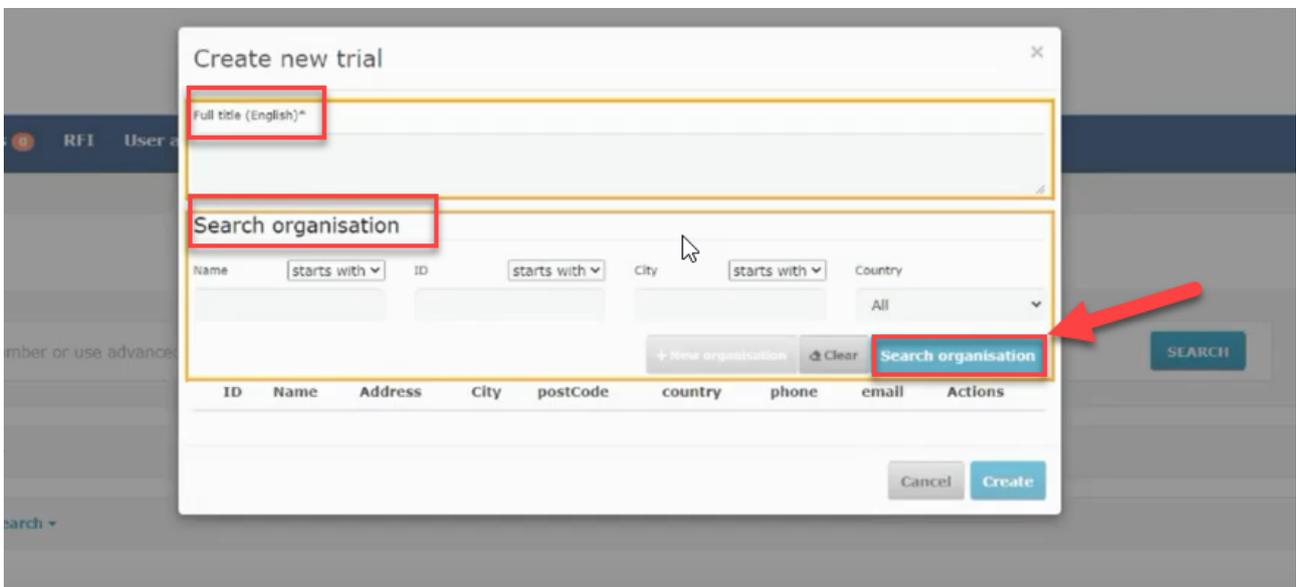 Create new trial ×
Full title (English)*
0 RFI User a
Search organisation
Name starts with ID starts with City starts with Country
All
+ New organisation Clear Search organisation
mber or use advanced
SEARCH
ID Name Address City postCode country phone email Actions
Cancel Create
earch